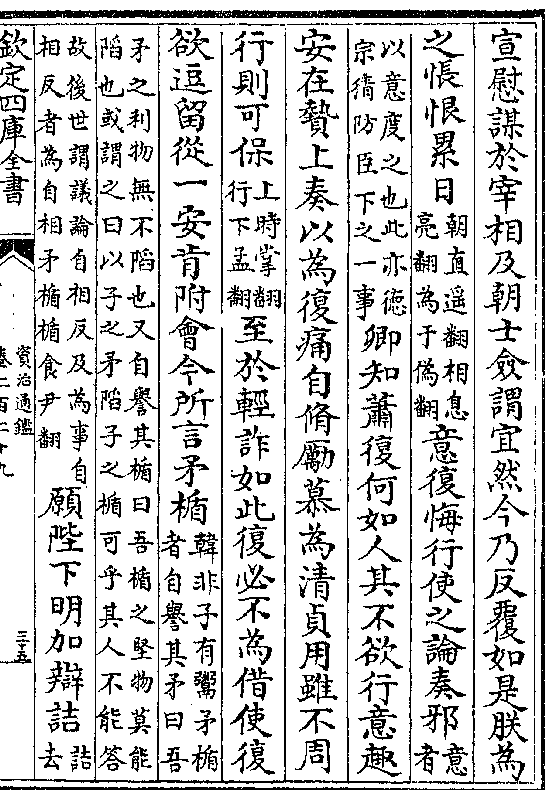 宣慰謀於宰相及朝士僉謂宜然今乃反覆如是朕為
之悵恨累日
朝直遥翻相息
亮翻為于偽翻
意復悔行使之論奏邪
意
者
以意度之也此亦德
宗猜防臣下之一事
卿知蕭復何如人其不欲行意趣
安在贄上奏以為復痛自脩勵慕為清貞用雖不周
行則可保
上時掌翻
行下孟翻
至於輕詐如此復必不為借使復
欲逗留從一安肯附會今所言矛楯
韓非子有鬻矛楯
者自譽其矛曰吾
矛之利物無不陷也又自譽其楯曰吾楯之堅物莫能
陷也或謂之曰以子之矛陷子之楯可乎其人不能答
故後世謂議論自相反及為事自
相反者為自相矛楯楯食尹翻
願陛下明加辯詰
詰
去
欽定四庫全書
資治通鑑
卷二百二十九
三十五